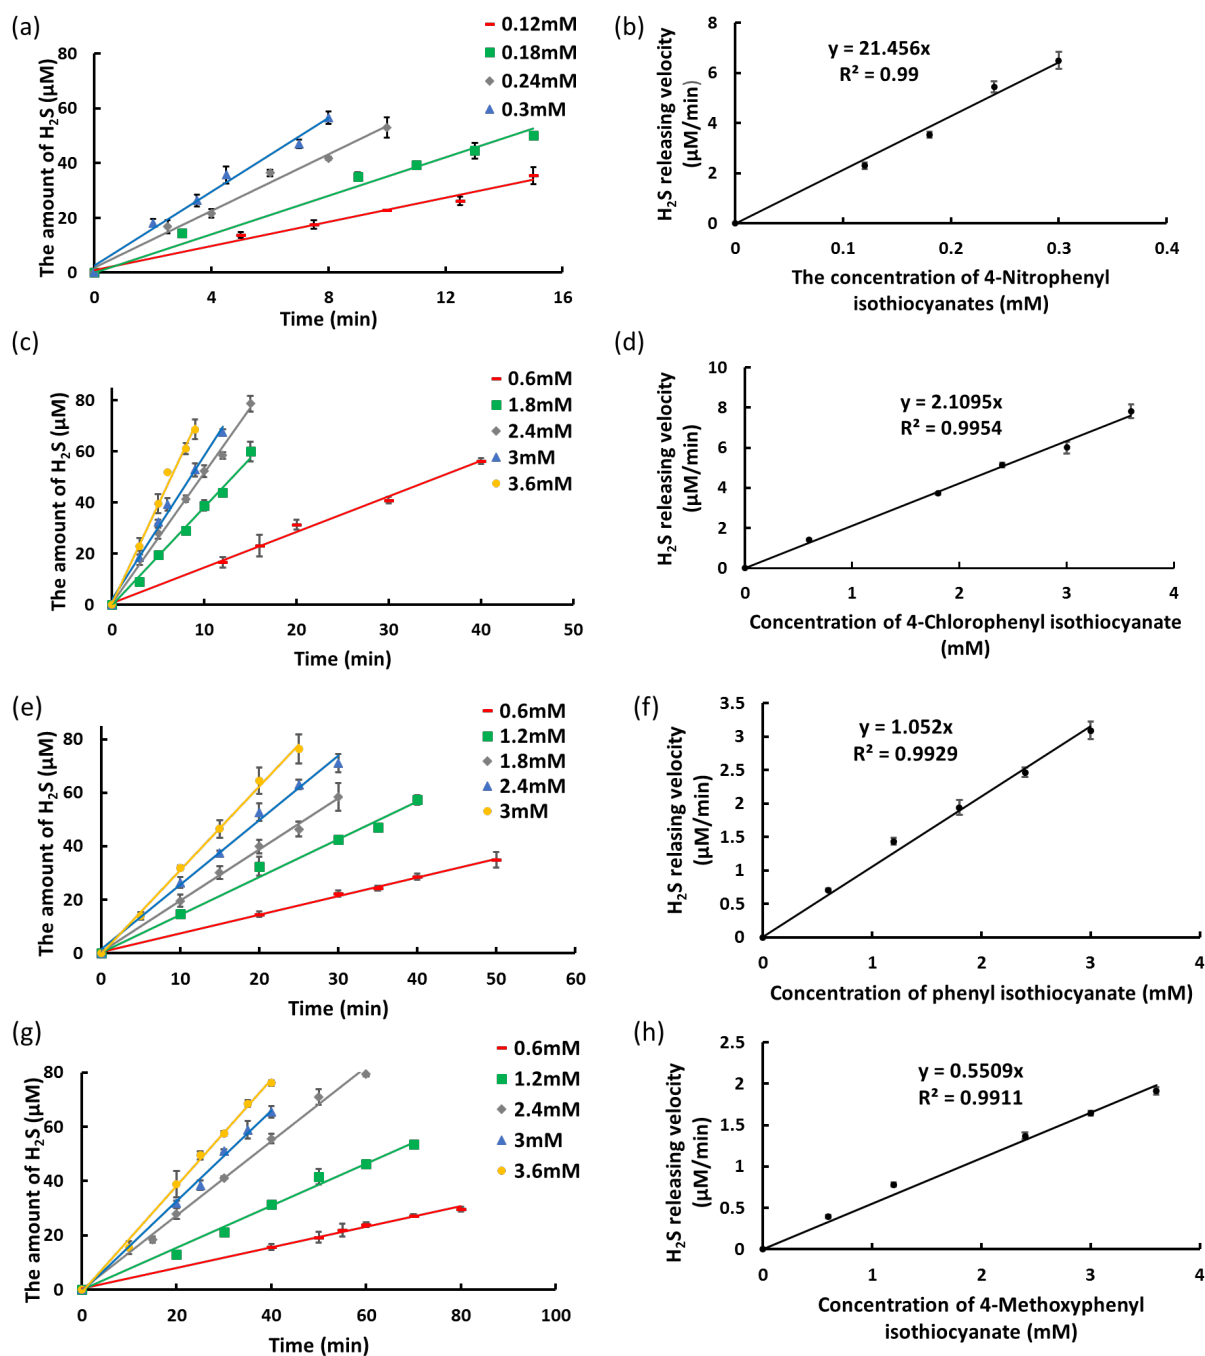 (a)
0.12mM
0.18mM
0.24mM
0.3mM
The amount of H₂S (μM)
80
60
40
20
0
0 4 8 12 16
Time (min)
(b)
y = 21.456x
R² = 0.99
H₂S releasing velocity
(μM/min)
8
6
4
2
0
0 0.1 0.2 0.3 0.4
The concentration of 4-Nitrophenyl
isothiocyanates (mM)
(c)
0.6mM
1.8mM
2.4mM
3mM
3.6mM
The amount of H₂S (μM)
80
60
40
20
0
0 10 20 30 40 50
Time (min)
(d)
y = 2.1095x
R² = 0.9954
H₂S releasing velocity
(μM/min)
10
8
6
4
2
0
0 1 2 3 4
Concentration of 4-Chlorophenyl isothiocyanate
(mM)
(e)
0.6mM
1.2mM
1.8mM
2.4mM
3mM
The amount of H₂S (μM)
80
60
40
20
0
0 10 20 30 40 50 60
Time (min)
(f)
y = 1.052x
R² = 0.9929
H₂S relasing velocity
(μM/min)
3.5
3
2.5
2
1.5
1
0.5
0
0 1 2 3 4
Concentration of phenyl isothiocyanate (mM)
(g)
0.6mM
1.2mM
2.4mM
3mM
3.6mM
The amount of H₂S (μM)
80
60
40
20
0
0 20 40 60 80 100
Time (min)
(h)
y = 0.5509x
R² = 0.9911
H₂S releasing velocity
(μM/min)
2.5
2
1.5
1
0.5
0
0 1 2 3 4
Concentration of 4-Methoxyphenyl
isothiocyanate (mM)